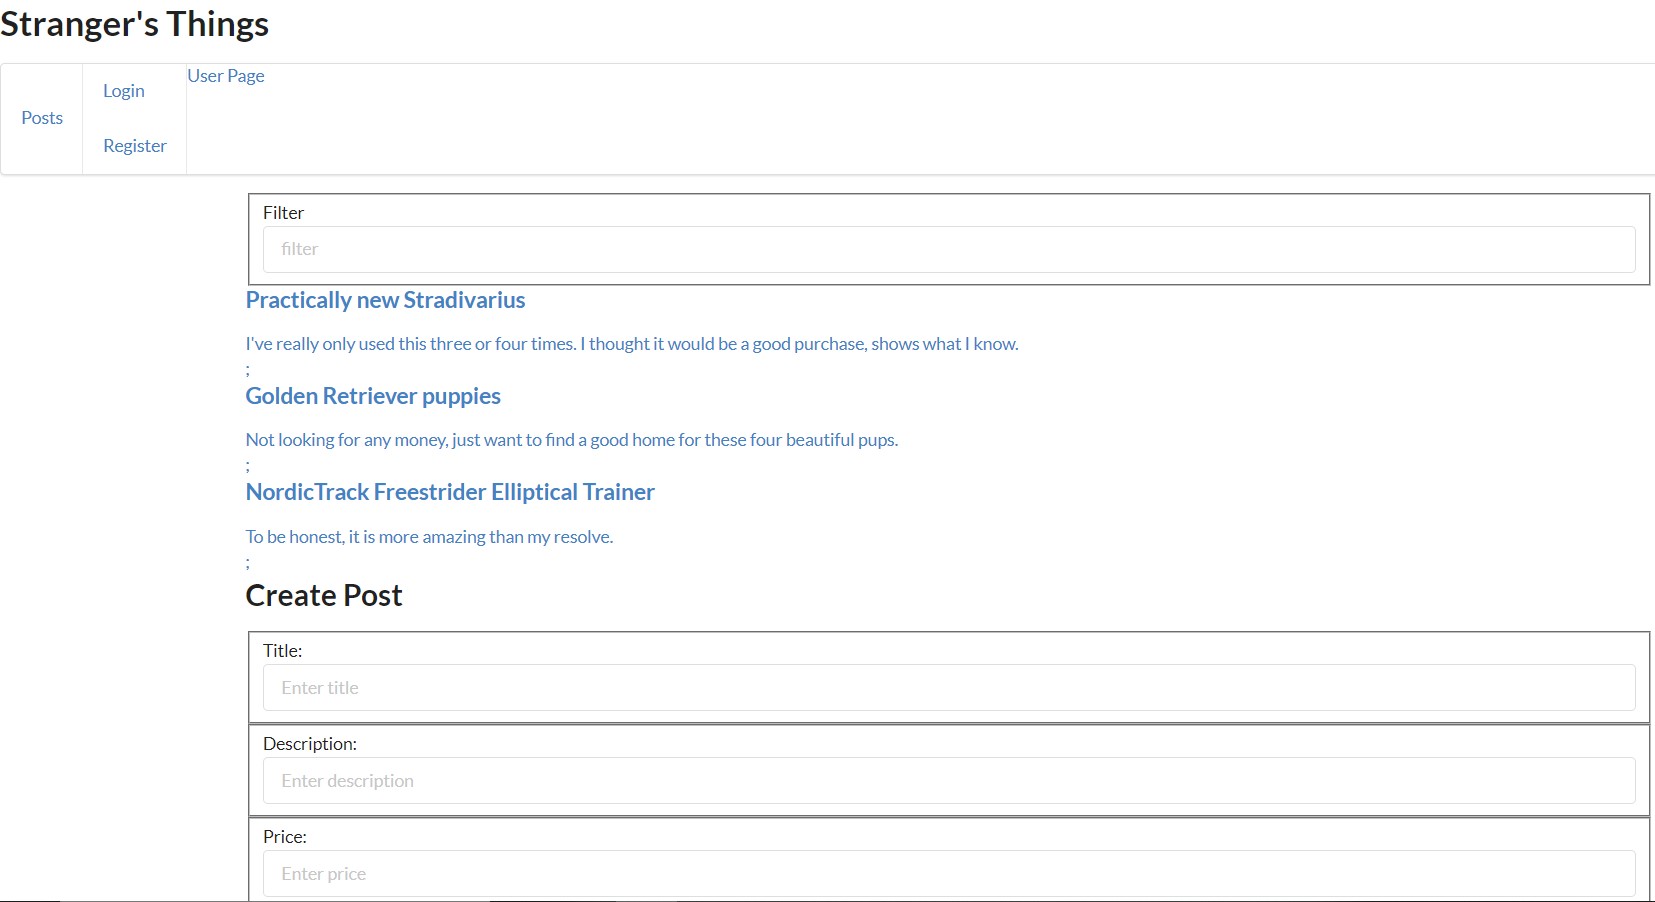 Stranger's Things
Posts
Login
Register
User Page
Filter
filter
Practically new Stradivarius
I've really only used this three or four times. I thought it would be a good purchase, shows what I know.
;
Golden Retriever puppies
Not looking for any money, just want to find a good home for these four beautiful pups.
;
NordicTrack Freestrider Elliptical Trainer
To be honest, it is more amazing than my resolve.
;
Create Post
Title:
Enter title
Description:
Enter description
Price:
Enter price